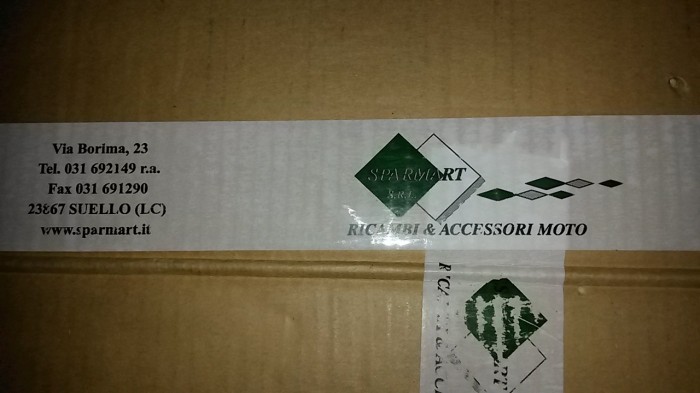 Via Borima, 23
Tel. 031 692149 r.a.
Fax 031 691290
23867 SUELLO (LC)
www.sparmart.it
SPARMART
S.R.L.
RICAMBI & ACCESSORI MOTO